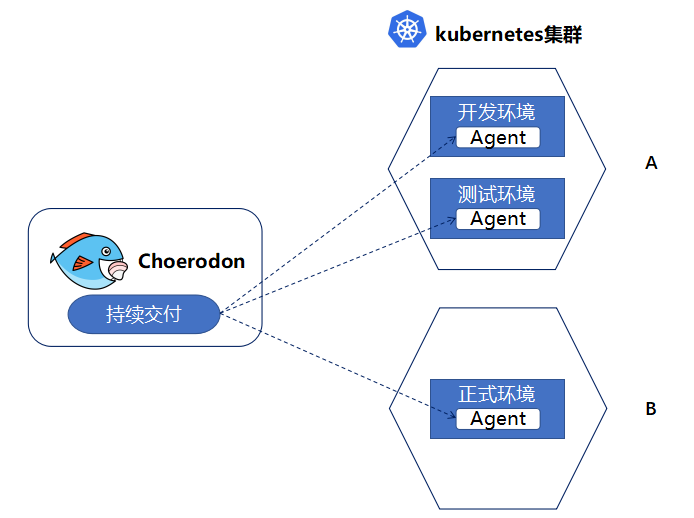 kubernetes集群
开发环境
Agent
A
测试环境
Agent
Choerodon
持续交付
正式环境
Agent
B